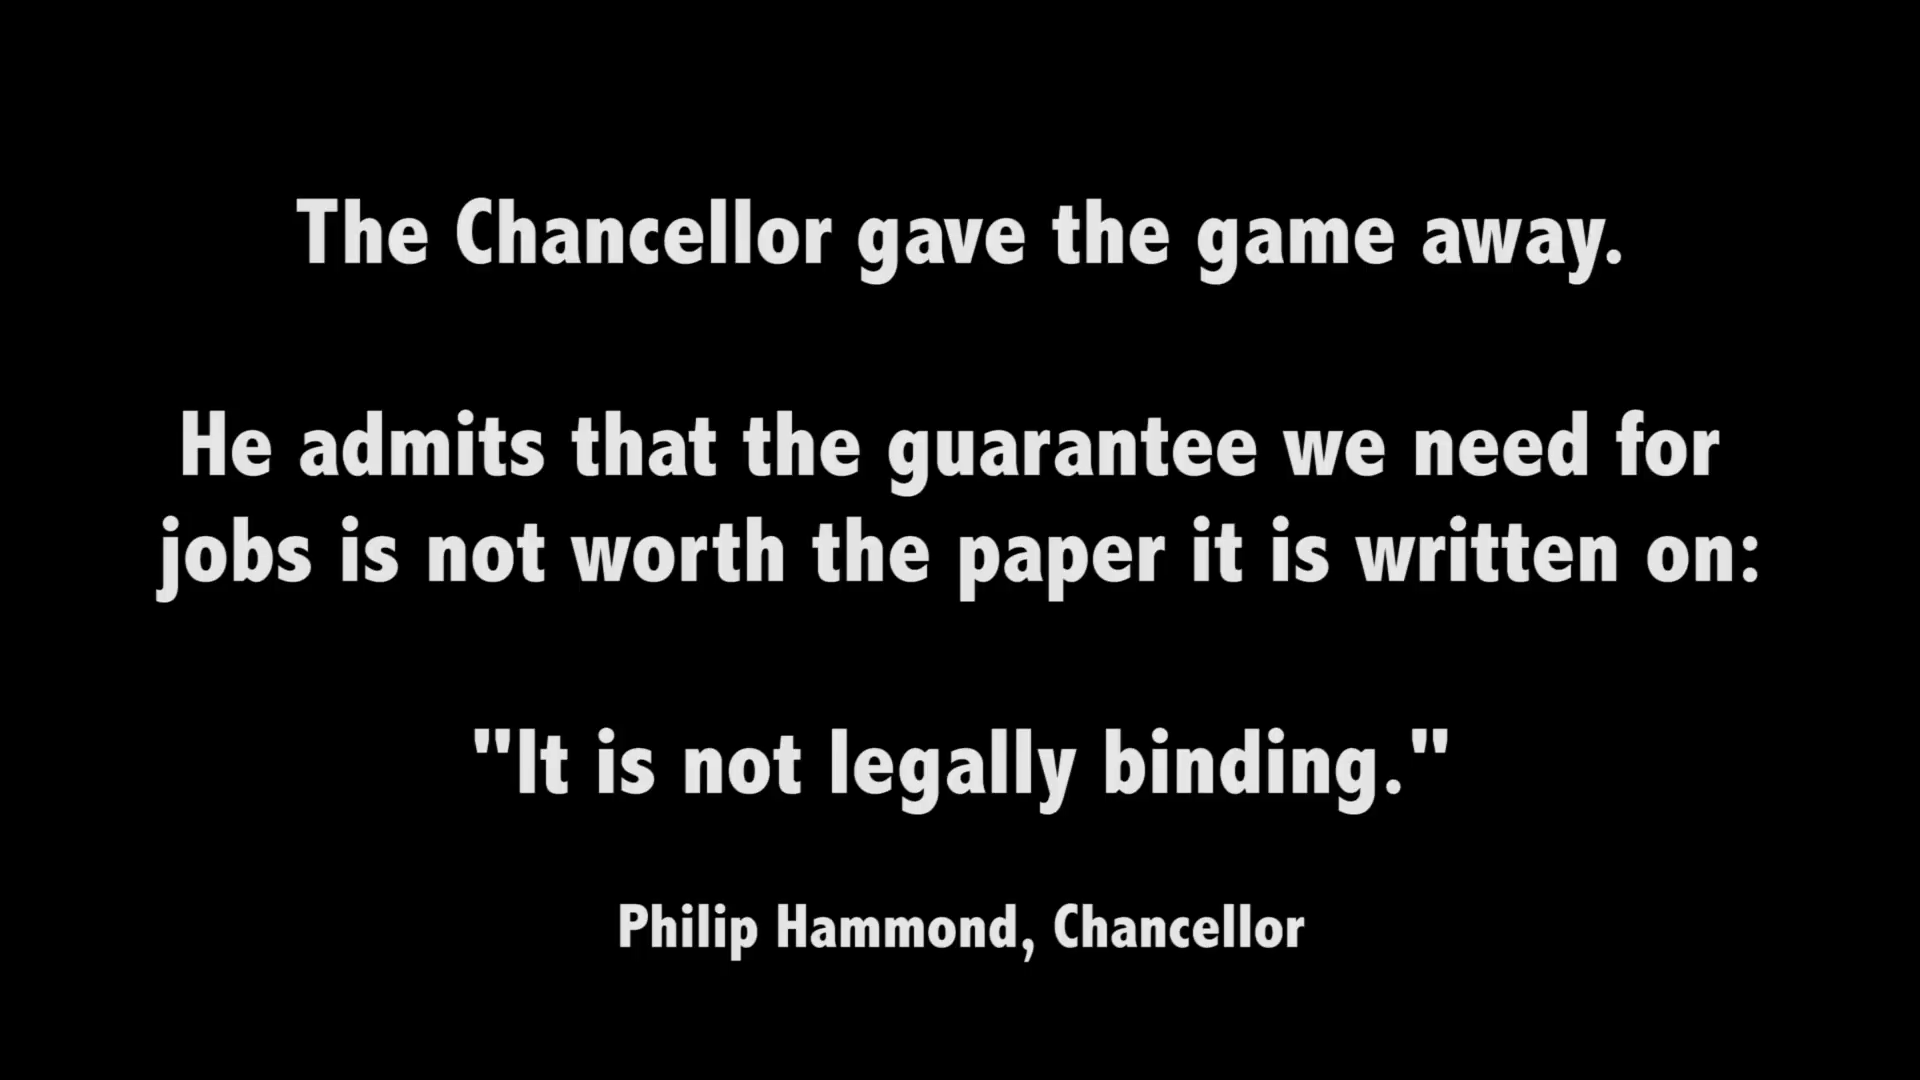 The Chancellor gave the game away.
He admits that the guarantee we need for
jobs is not worth the paper it is written on:
"It is not legally binding."
Philip Hammond, Chancellor